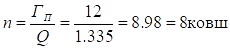 n = Г_П / Q = 12 / 1.335 = 8.98 = 8ковш